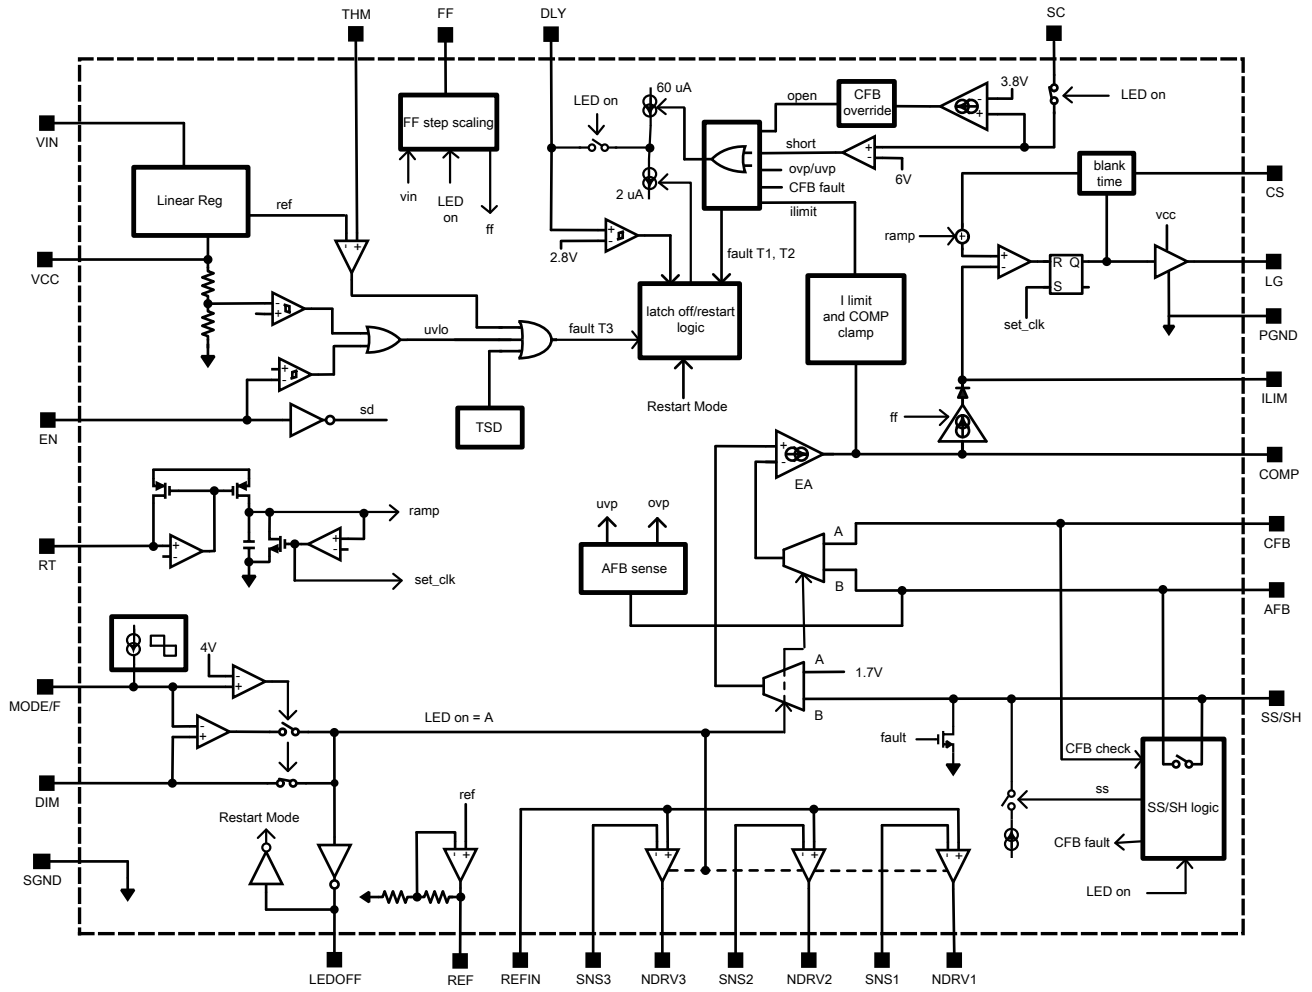 THM
FF
DLY
SC
VIN
VCC
EN
RT
MODE/F
DIM
SGND
CS
LG
PGND
ILIM
COMP
CFB
AFB
SS/SH
LEDOFF
REF
REFIN
SNS3
NDRV3
SNS2
NDRV2
SNS1
NDRV1
Linear Reg
ref
FF step scaling
vin
LED
on
ff
LED on
60 uA
2 uA
+
-
2.8V
open
short
ovp/uvp
CFB fault
ilimit
CFB
override
-
+
3.8V
LED on
+
-
6V
fault T1, T2
latch off/restart
logic
Restart Mode
I limit
and COMP
clamp
blank
time
ramp
+
+
-
R Q
S
set_clk
vcc
ff
- +
-
+
+
-
uvlo
fault T3
TSD
sd
+
-
EA
+
-
ramp
+
-
set_clk
uvp
ovp
AFB sense
A
B
A
B
1.7V
4V
-
+
-
+
LED on = A
fault
CFB check
ss
SS/SH logic
CFB fault
LED on
Restart Mode
ref
- +
- +
- +
- +